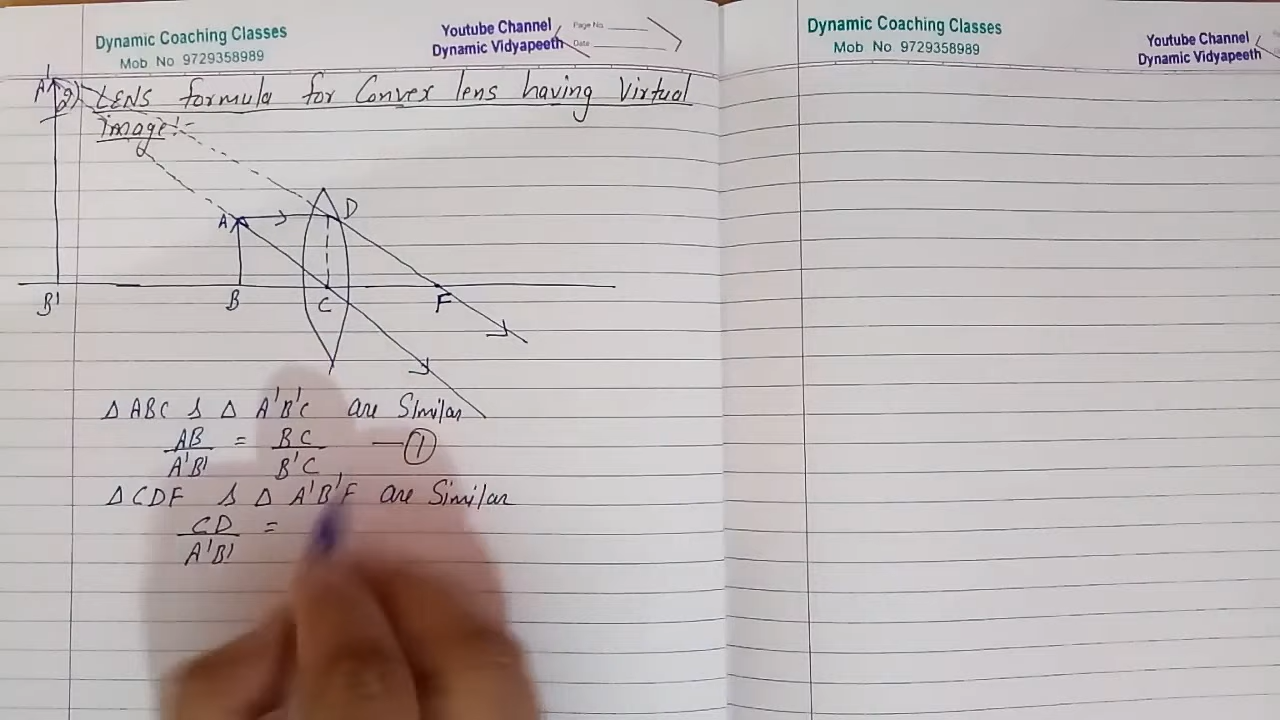 Dynamic Coaching Classes
Mob No 9729358989
Youtube Channel
Dynamic Vidyapeeth
Page No.
Date
Dynamic Coaching Classes
Mob No 9729358989
Youtube Channel
Dynamic Vidyapeeth
2) LENS formula for Convex lens having Virtual
image:-
A'
A
D
B'
B
C
F
Δ ABC & Δ A'B'C are Similar
AB/A'B' = BC/B'C — ①
Δ CDF & Δ A'B'F are Similar
CD/A'B' =